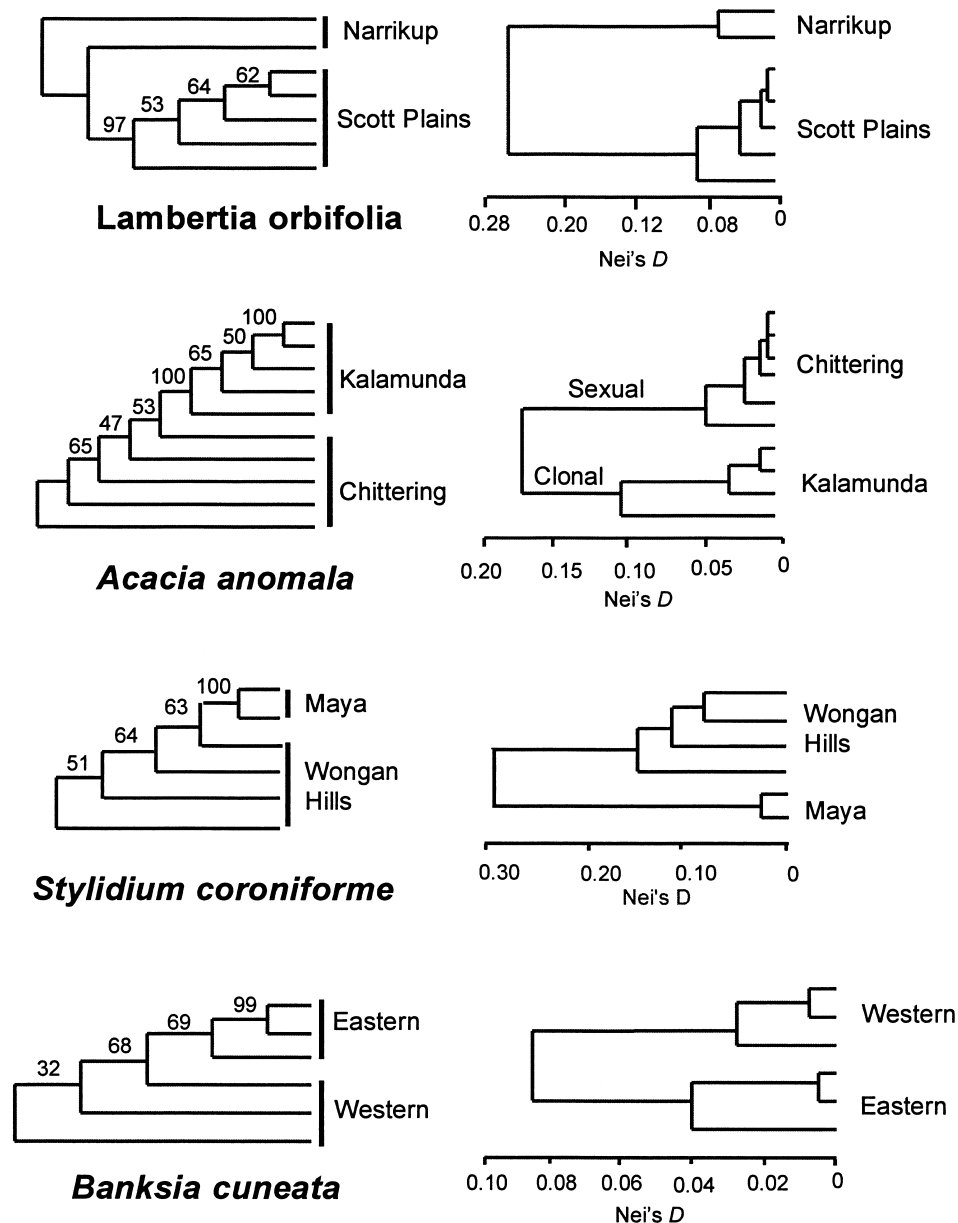 Narrikup
62
64
53
97
Scott Plains
Lambertia orbifolia
Narrikup
Scott Plains
0.28 0.20 0.12 0.08 0
Nei's D
100
50
65
100
53
47
65
Kalamunda
Chittering
Acacia anomala
Chittering
Sexual
Clonal
Kalamunda
0.20 0.15 0.10 0.05 0
Nei's D
100
63
64
51
Maya
Wongan
Hills
Stylidium coroniforme
Wongan
Hills
Maya
0.30 0.20 0.10 0
Nei's D
99
69
68
32
Eastern
Western
Banksia cuneata
Western
Eastern
0.10 0.08 0.06 0.04 0.02 0
Nei's D